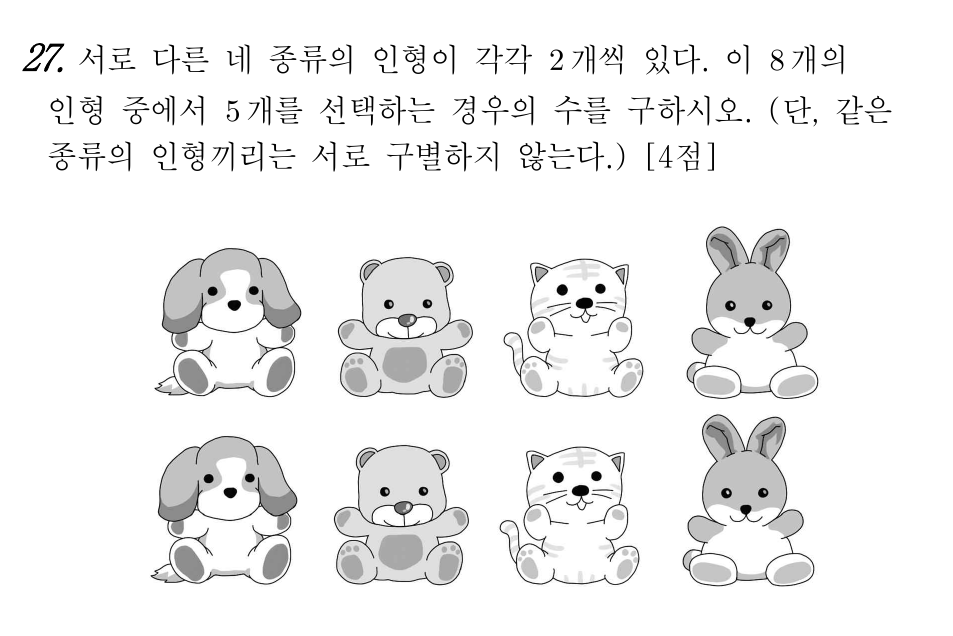 27. 서로 다른 네 종류의 인형이 각각 2개씩 있다. 이 8개의
인형 중에서 5개를 선택하는 경우의 수를 구하시오. (단, 같은
종류의 인형끼리는 서로 구별하지 않는다.) [4점]